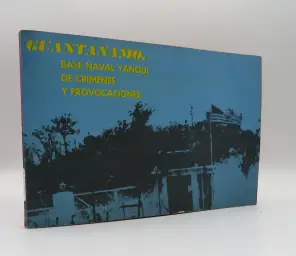 GUANTANAMO,
BASE NAVAL YANQUI
DE CRIMENES
Y PROVOCACIONES